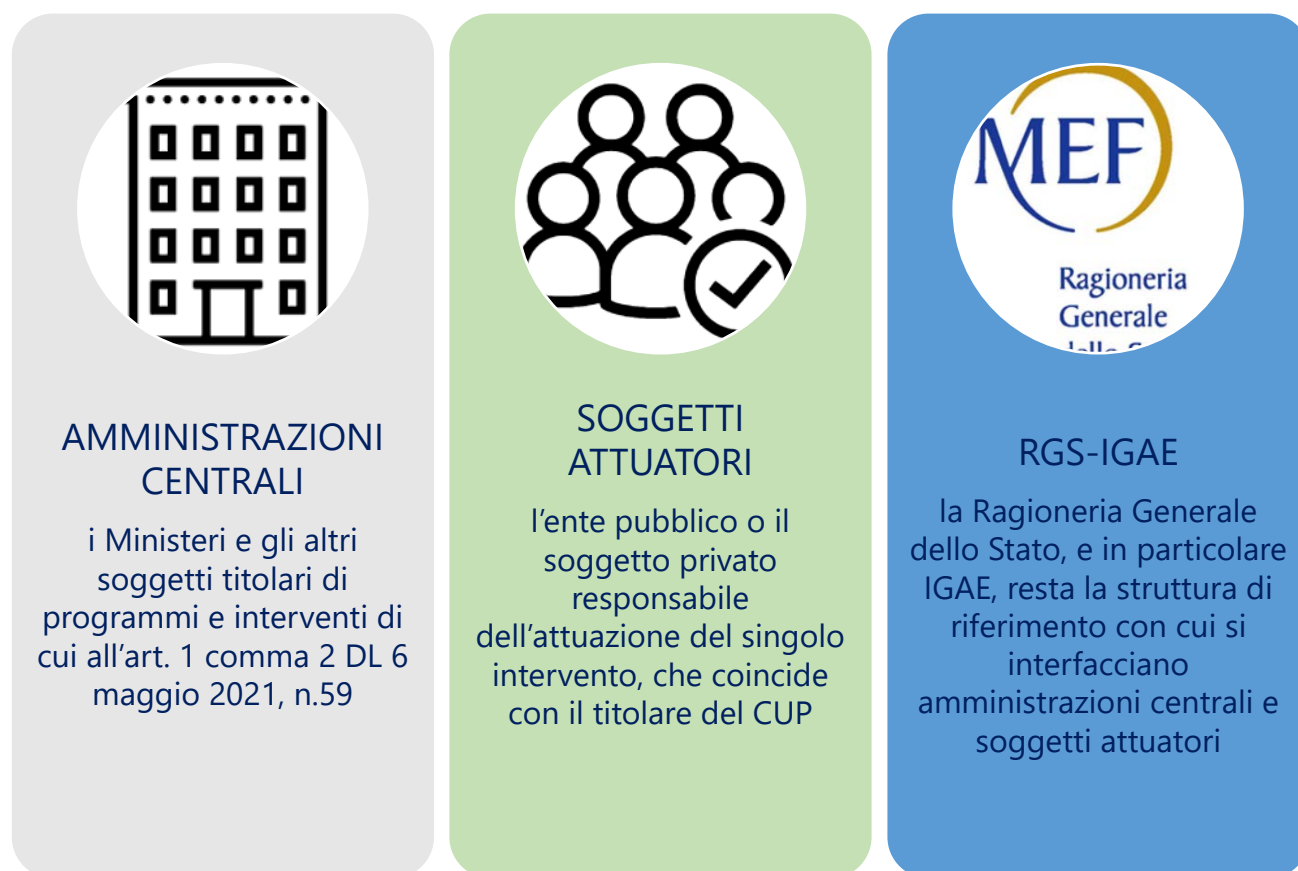 AMMINISTRAZIONI
CENTRALI
i Ministeri e gli altri
soggetti titolari di
programmi e interventi di
cui all’art. 1 comma 2 DL 6
maggio 2021, n.59
SOGGETTI
ATTUATORI
l’ente pubblico o il
soggetto privato
responsabile
dell’attuazione del singolo
intervento, che coincide
con il titolare del CUP
MEF
Ragioneria
Generale
RGS-IGAE
la Ragioneria Generale
dello Stato, e in particolare
IGAE, resta la struttura di
riferimento con cui si
interfacciano
amministrazioni centrali e
soggetti attuatori